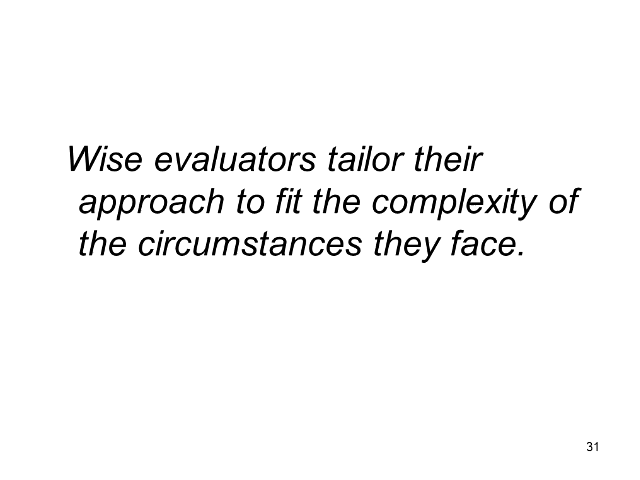 Wise evaluators tailor their
approach to fit the complexity of
the circumstances they face.
31